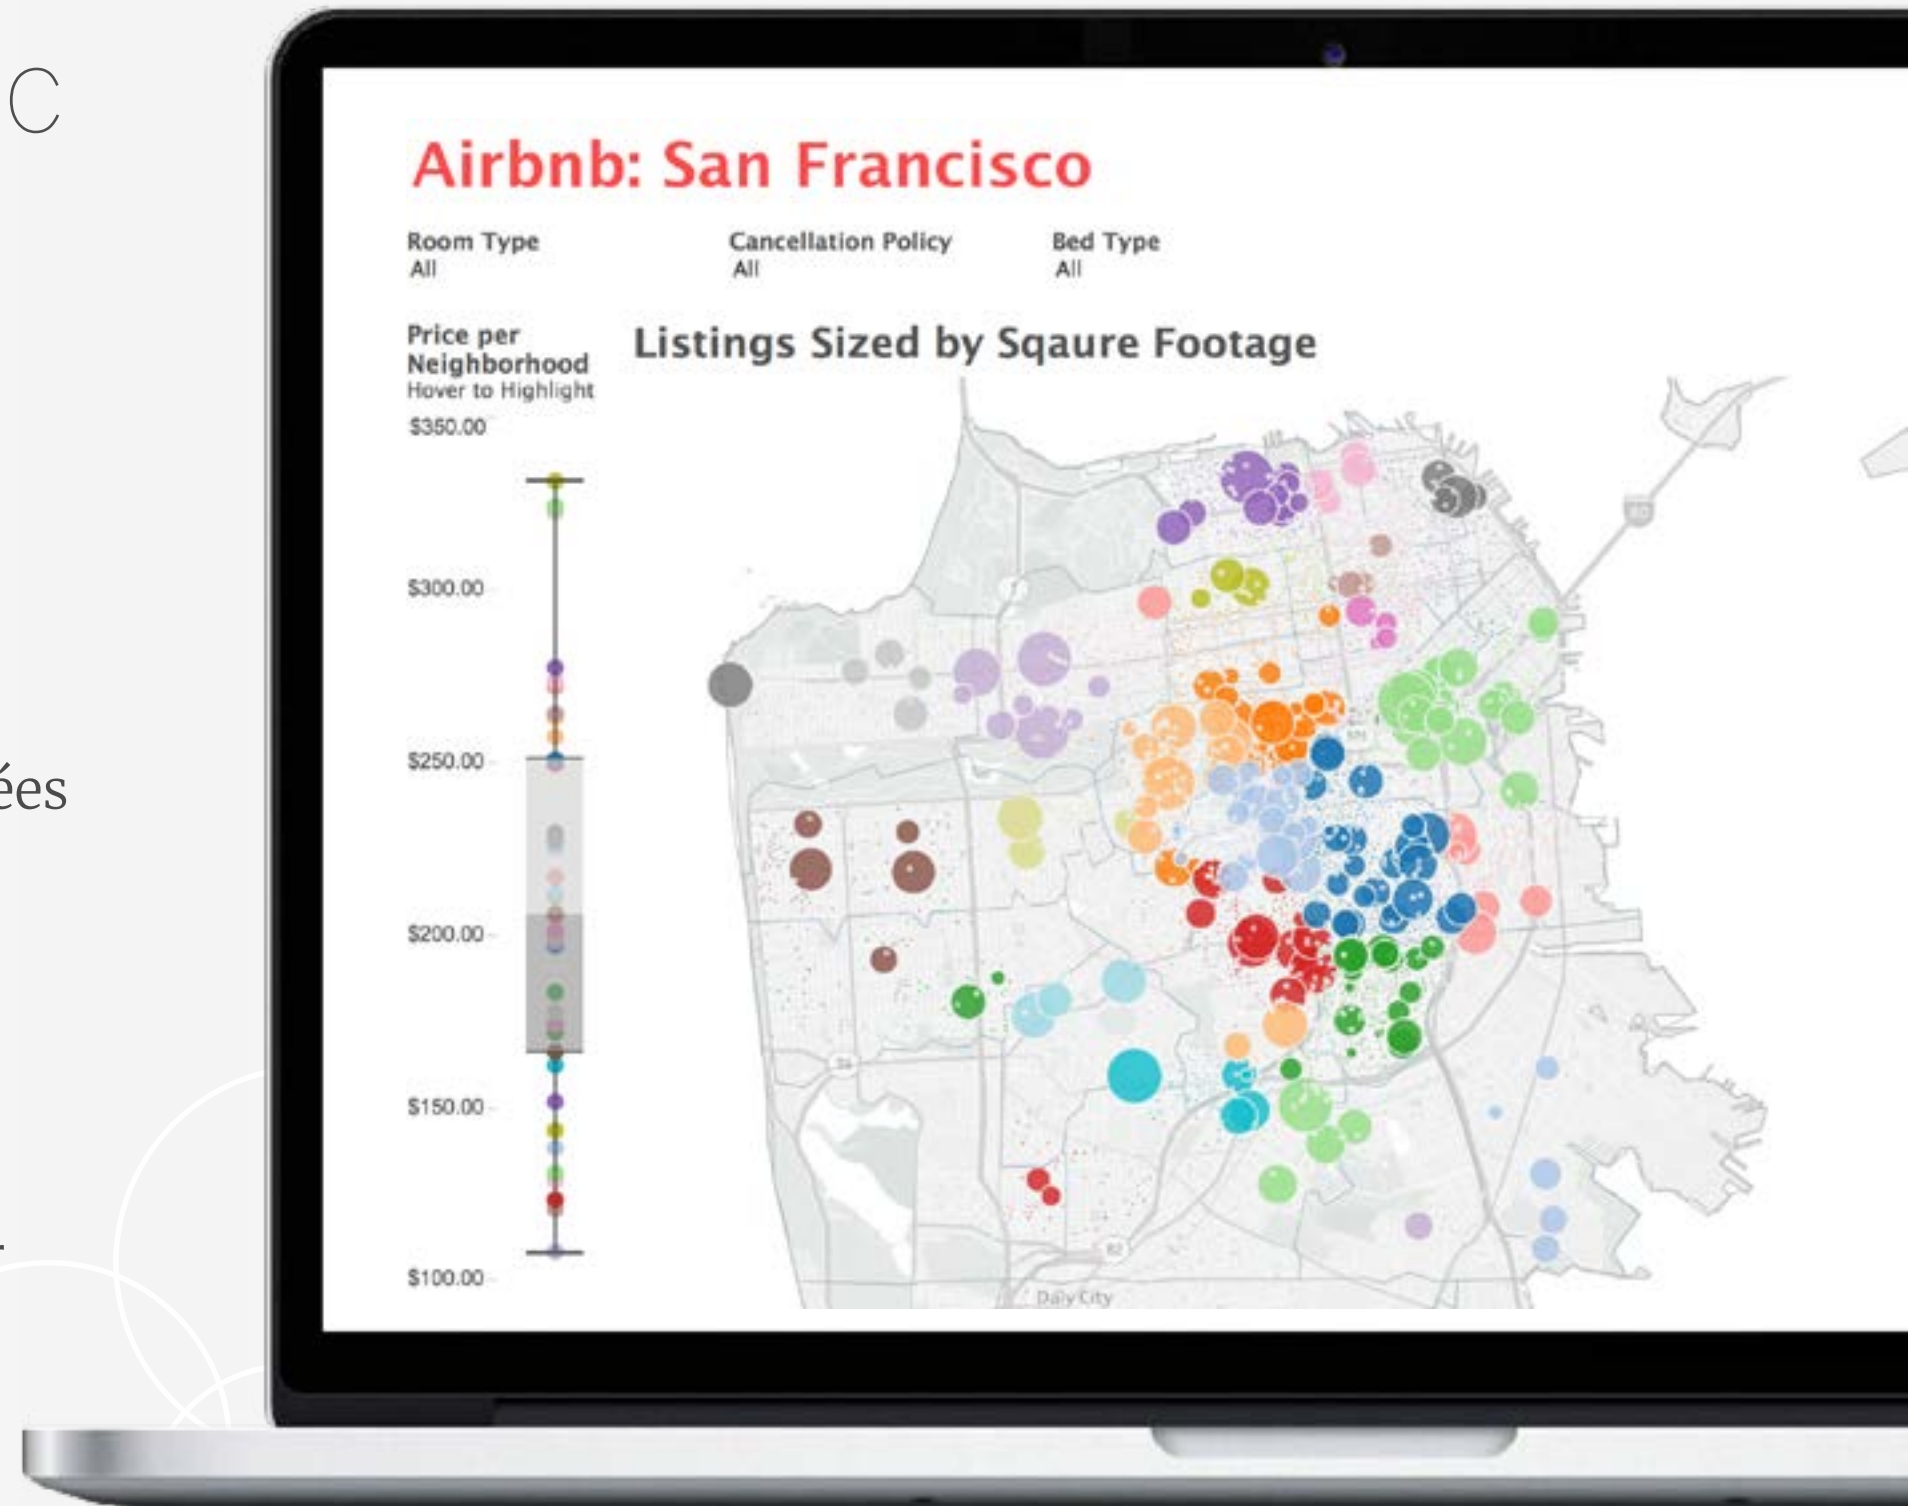 C
ées
Airbnb: San Francisco
Room Type
All
Cancellation Policy
All
Bed Type
All
Price per
Neighborhood
Hover to Highlight
Listings Sized by Sqaure Footage
$350.00
$300.00
$250.00
$200.00
$150.00
$100.00
82
Daly City